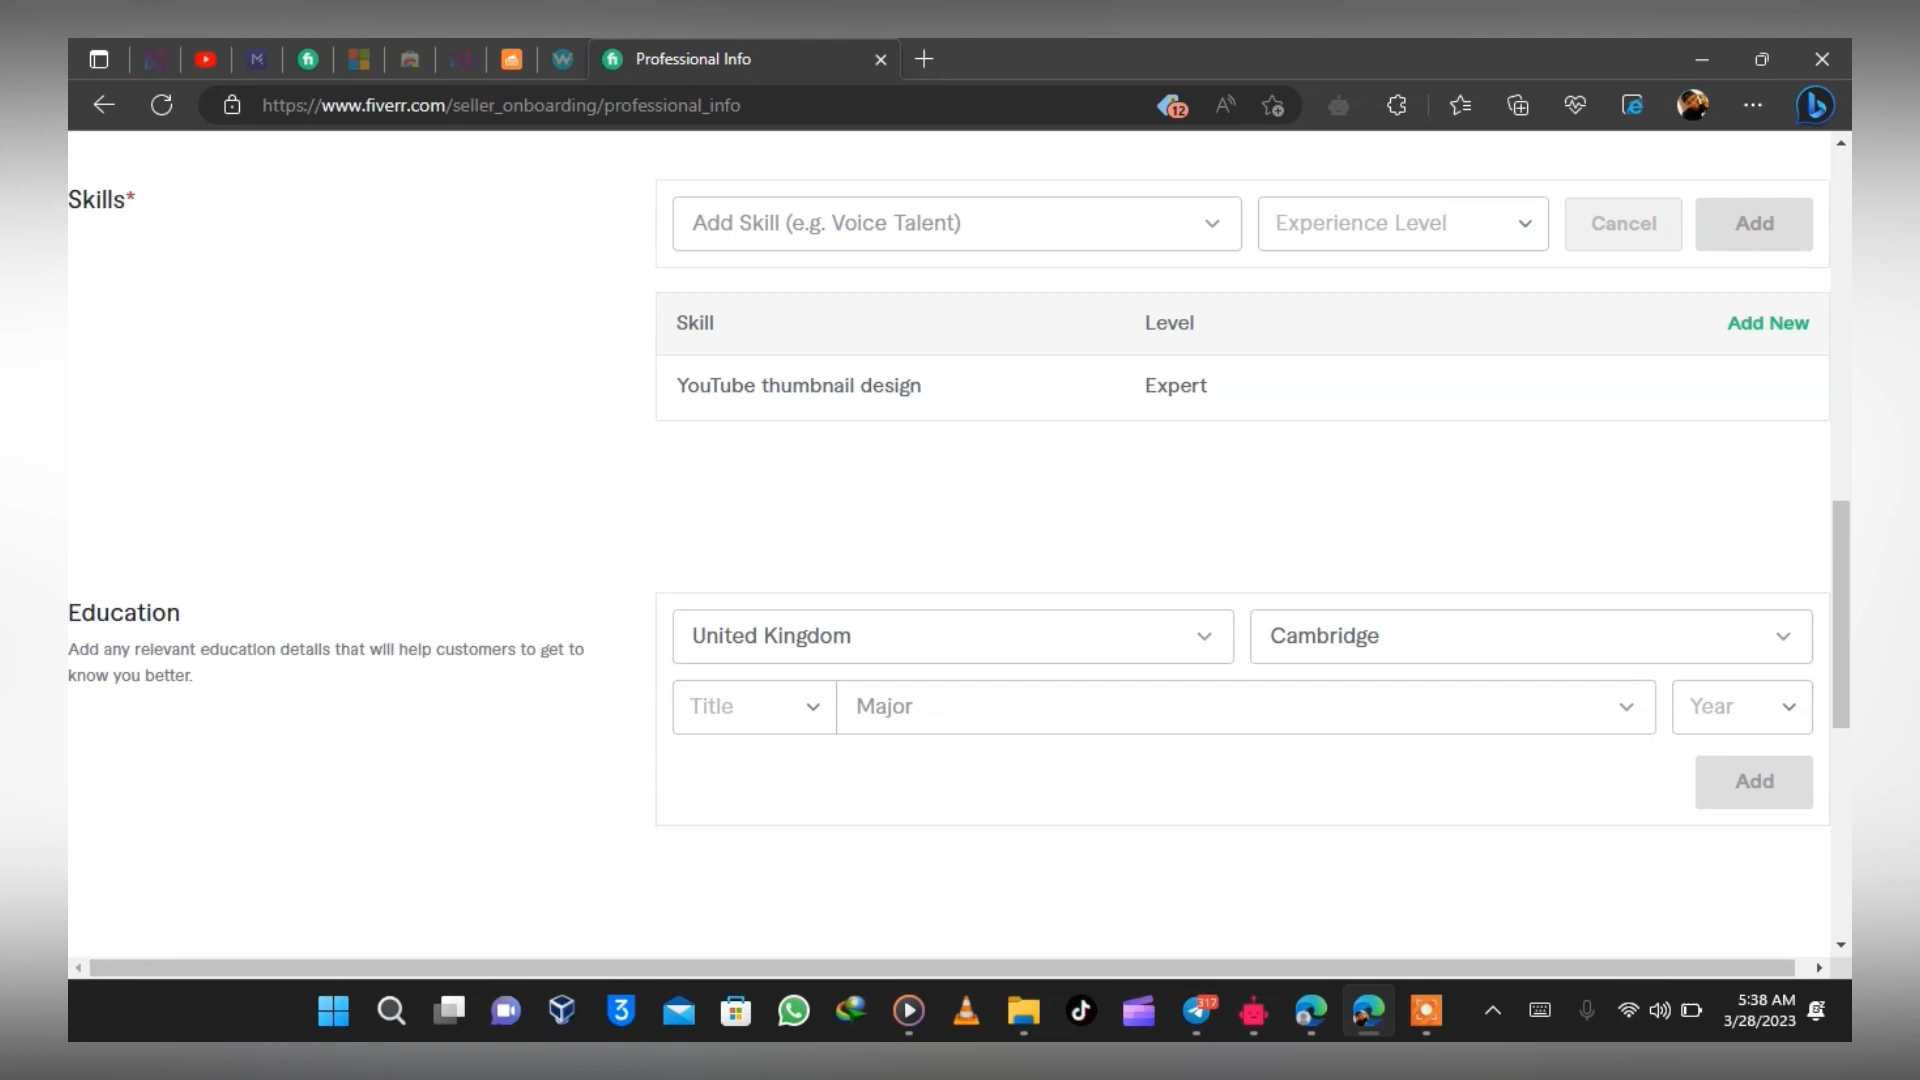 Professional Info
https://www.fiverr.com/seller_onboarding/professional_info
12
Skills*
Add Skill (e.g. Voice Talent)
Experience Level
Cancel
Add
Skill
Level
Add New
YouTube thumbnail design
Expert
Education
Add any relevant education details that will help customers to get to
know you better.
United Kingdom
Cambridge
Title
Major
Year
Add
317
5:38 AM
3/28/2023